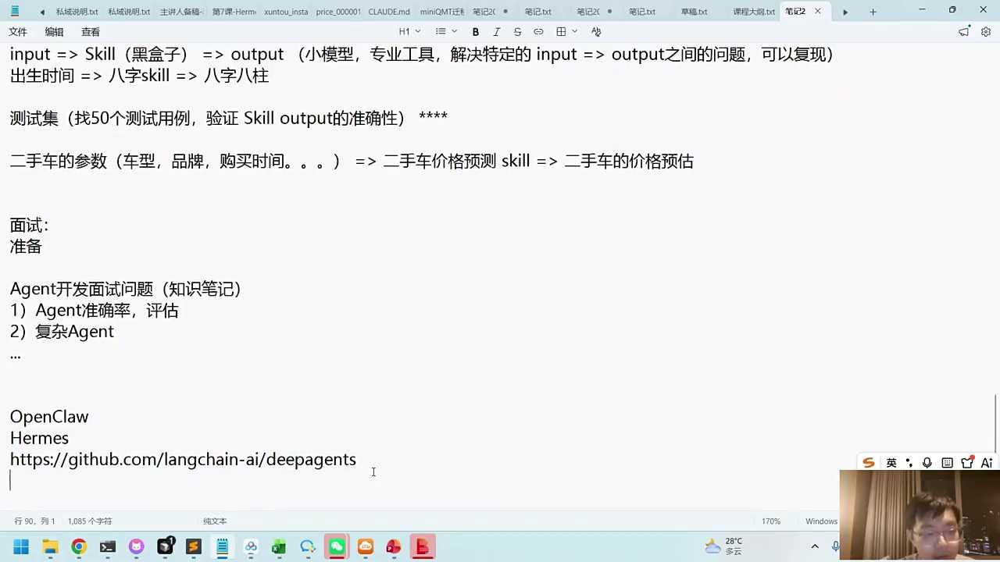 私域说明.txt
私域说明.txt
主讲人备稿-
第7课-Herm
xuntou_insta
price_000001
CLAUDE.md
miniQMT迁移
笔记2(
笔记.txt
笔记2(
笔记.txt
草稿.txt
课程大纲.txt
笔记2
文件 编辑 查看
H1
B I S
input => Skill（黑盒子） => output （小模型，专业工具，解决特定的 input => output之间的问题，可以复现）
出生时间 => 八字skill => 八字八柱
测试集（找50个测试用例，验证 Skill output的准确性） ****
二手车的参数（车型，品牌，购买时间。。。） => 二手车价格预测 skill => 二手车的价格预估
面试：
准备
Agent开发面试问题（知识笔记）
1）Agent准确率，评估
2）复杂Agent
...
OpenClaw
Hermes
https://github.com/langchain-ai/deepagents
英
行 90，列 1
1,085 个字符
纯文本
170%
Windows
28°C
多云